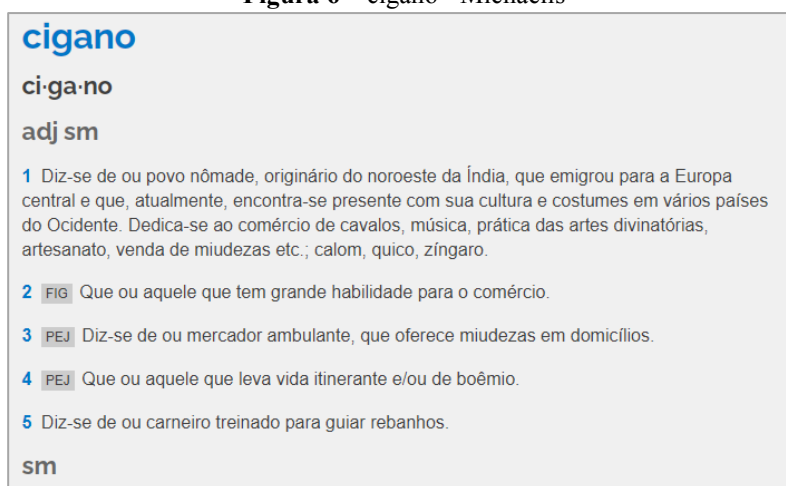 Figura 6 – cigano - Michaelis
cigano
ci·ga·no
adj sm
1 Diz-se de ou povo nômade, originário do noroeste da Índia, que emigrou para a Europa
central e que, atualmente, encontra-se presente com sua cultura e costumes em vários países
do Ocidente. Dedica-se ao comércio de cavalos, música, prática das artes divinatórias,
artesanato, venda de miudezas etc.; calom, quico, zíngaro.
2 FIG Que ou aquele que tem grande habilidade para o comércio.
3 PEJ Diz-se de ou mercador ambulante, que oferece miudezas em domicílios.
4 PEJ Que ou aquele que leva vida itinerante e/ou de boêmio.
5 Diz-se de ou carneiro treinado para guiar rebanhos.
sm